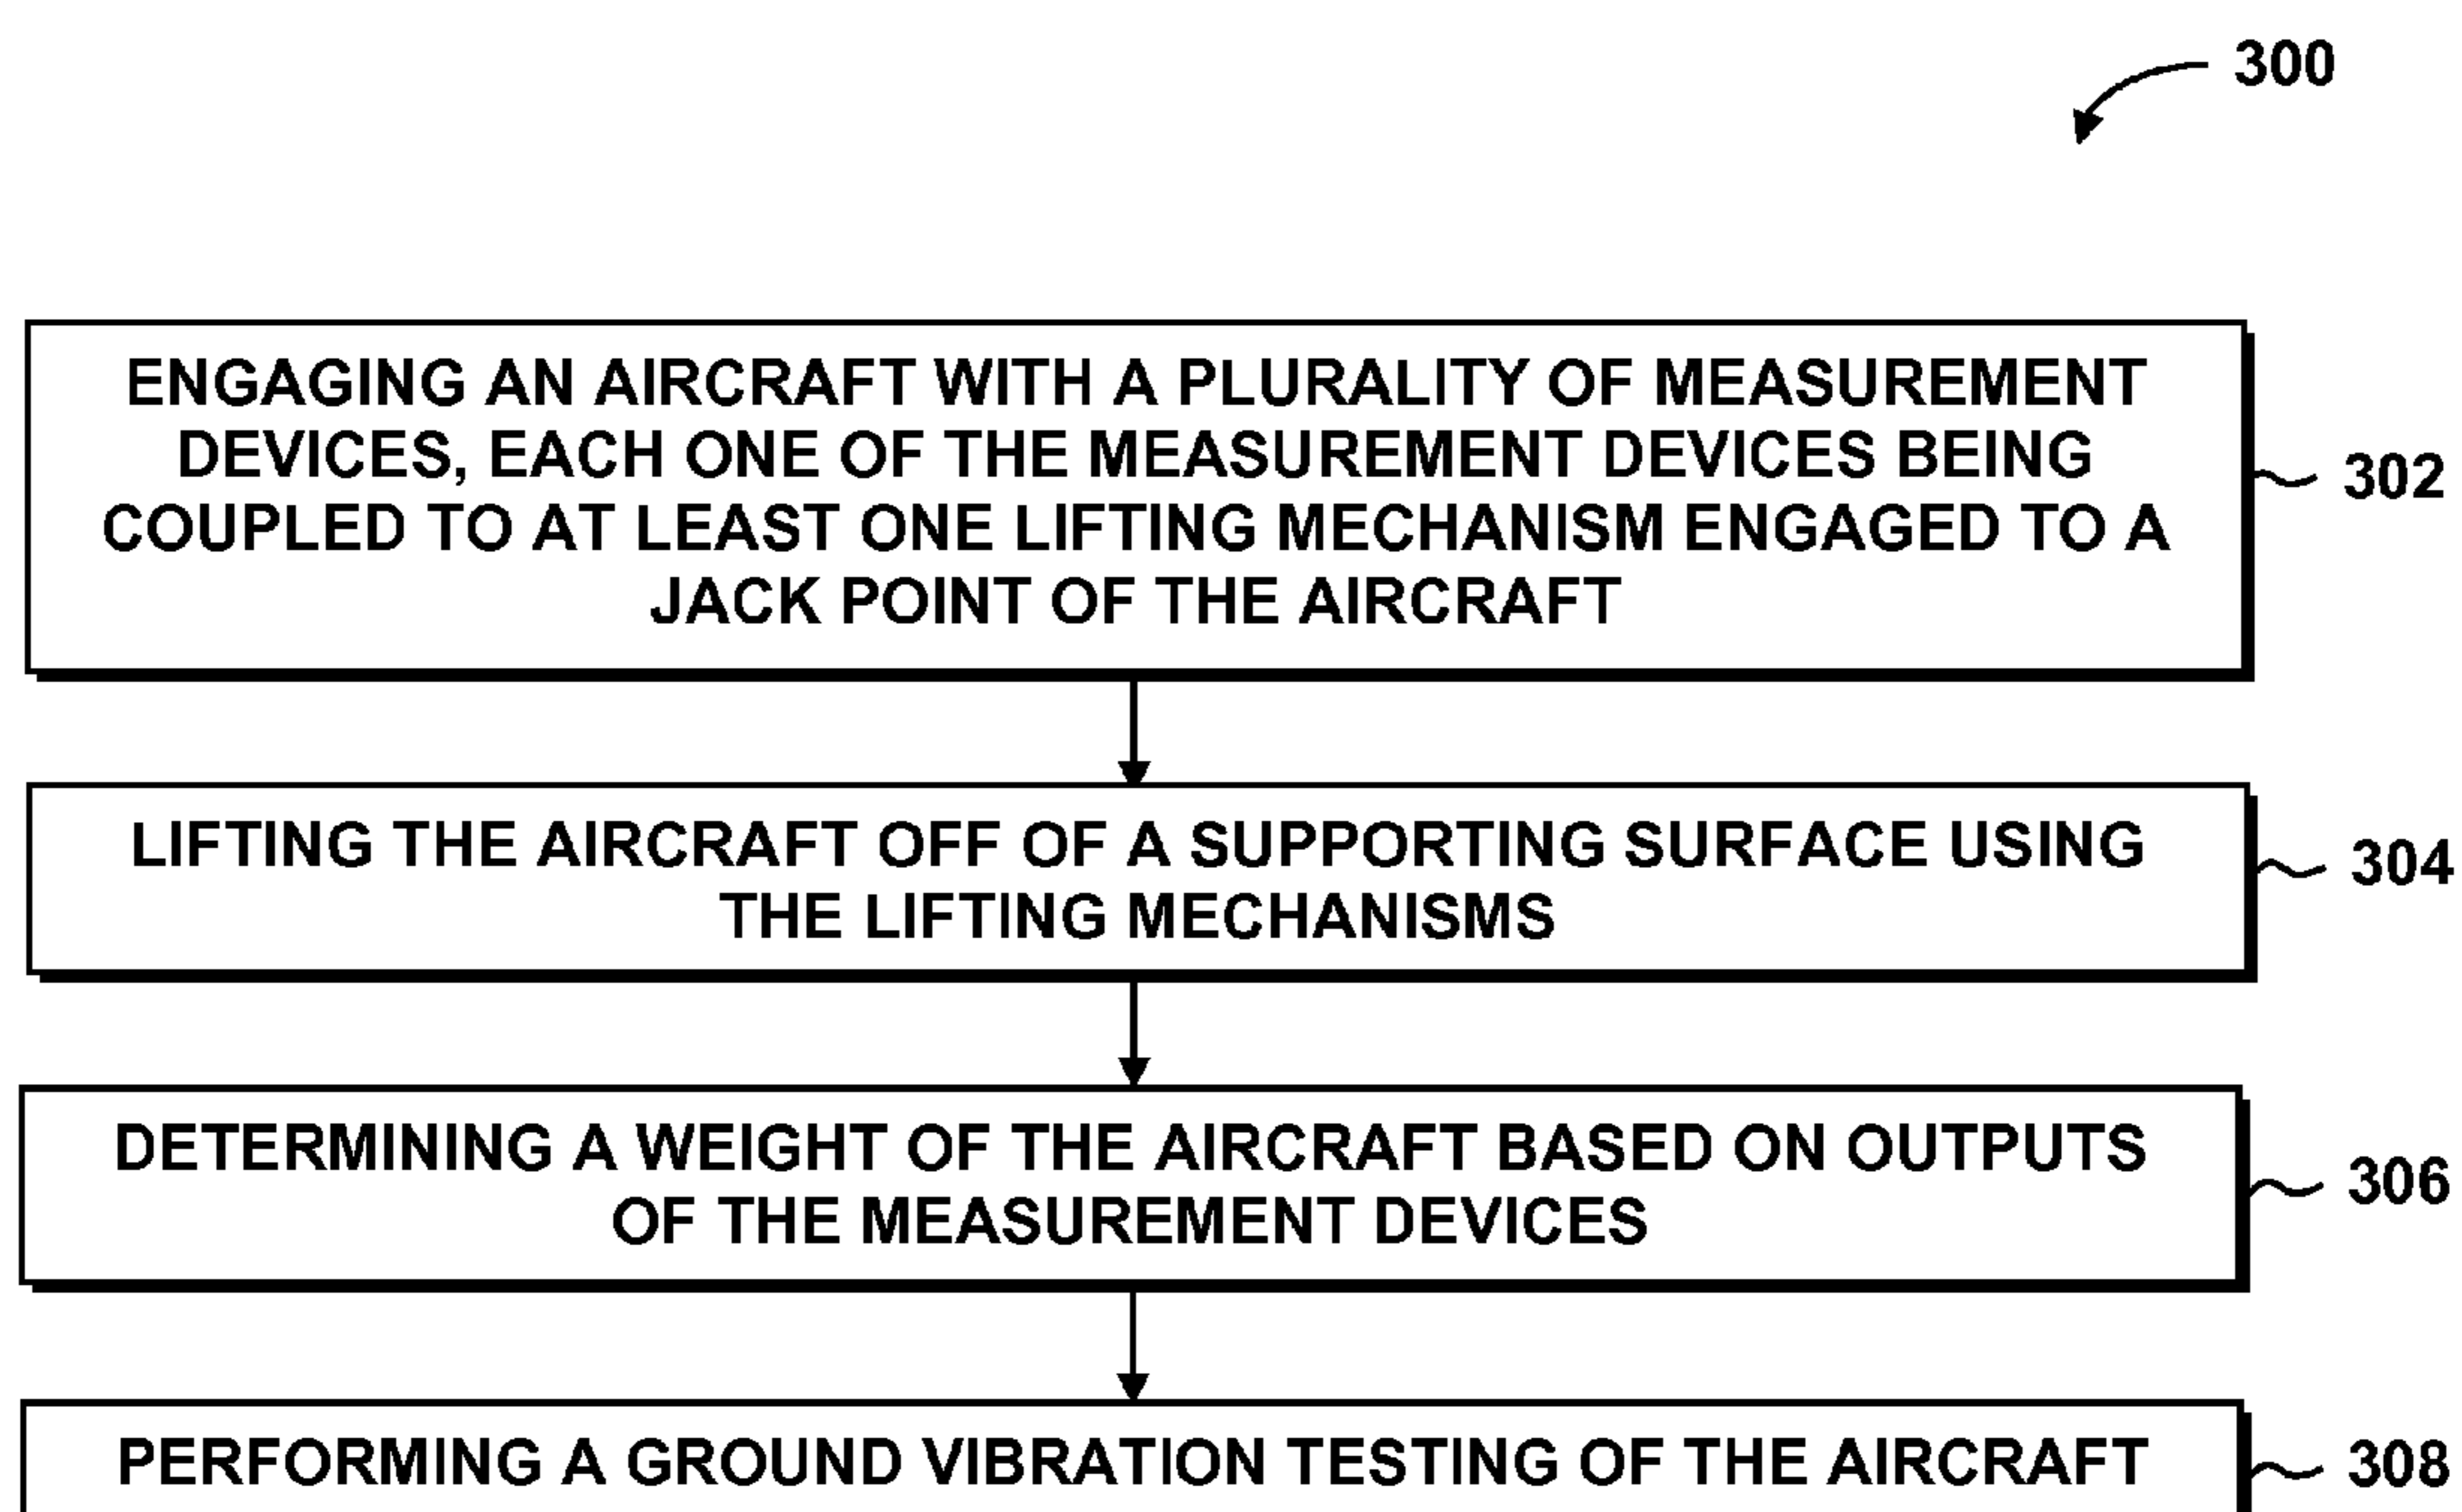 300
ENGAGING AN AIRCRAFT WITH A PLURALITY OF MEASUREMENT
DEVICES, EACH ONE OF THE MEASUREMENT DEVICES BEING
COUPLED TO AT LEAST ONE LIFTING MECHANISM ENGAGED TO A
JACK POINT OF THE AIRCRAFT
302
LIFTING THE AIRCRAFT OFF OF A SUPPORTING SURFACE USING
THE LIFTING MECHANISMS
304
DETERMINING A WEIGHT OF THE AIRCRAFT BASED ON OUTPUTS
OF THE MEASUREMENT DEVICES
306
PERFORMING A GROUND VIBRATION TESTING OF THE AIRCRAFT
308